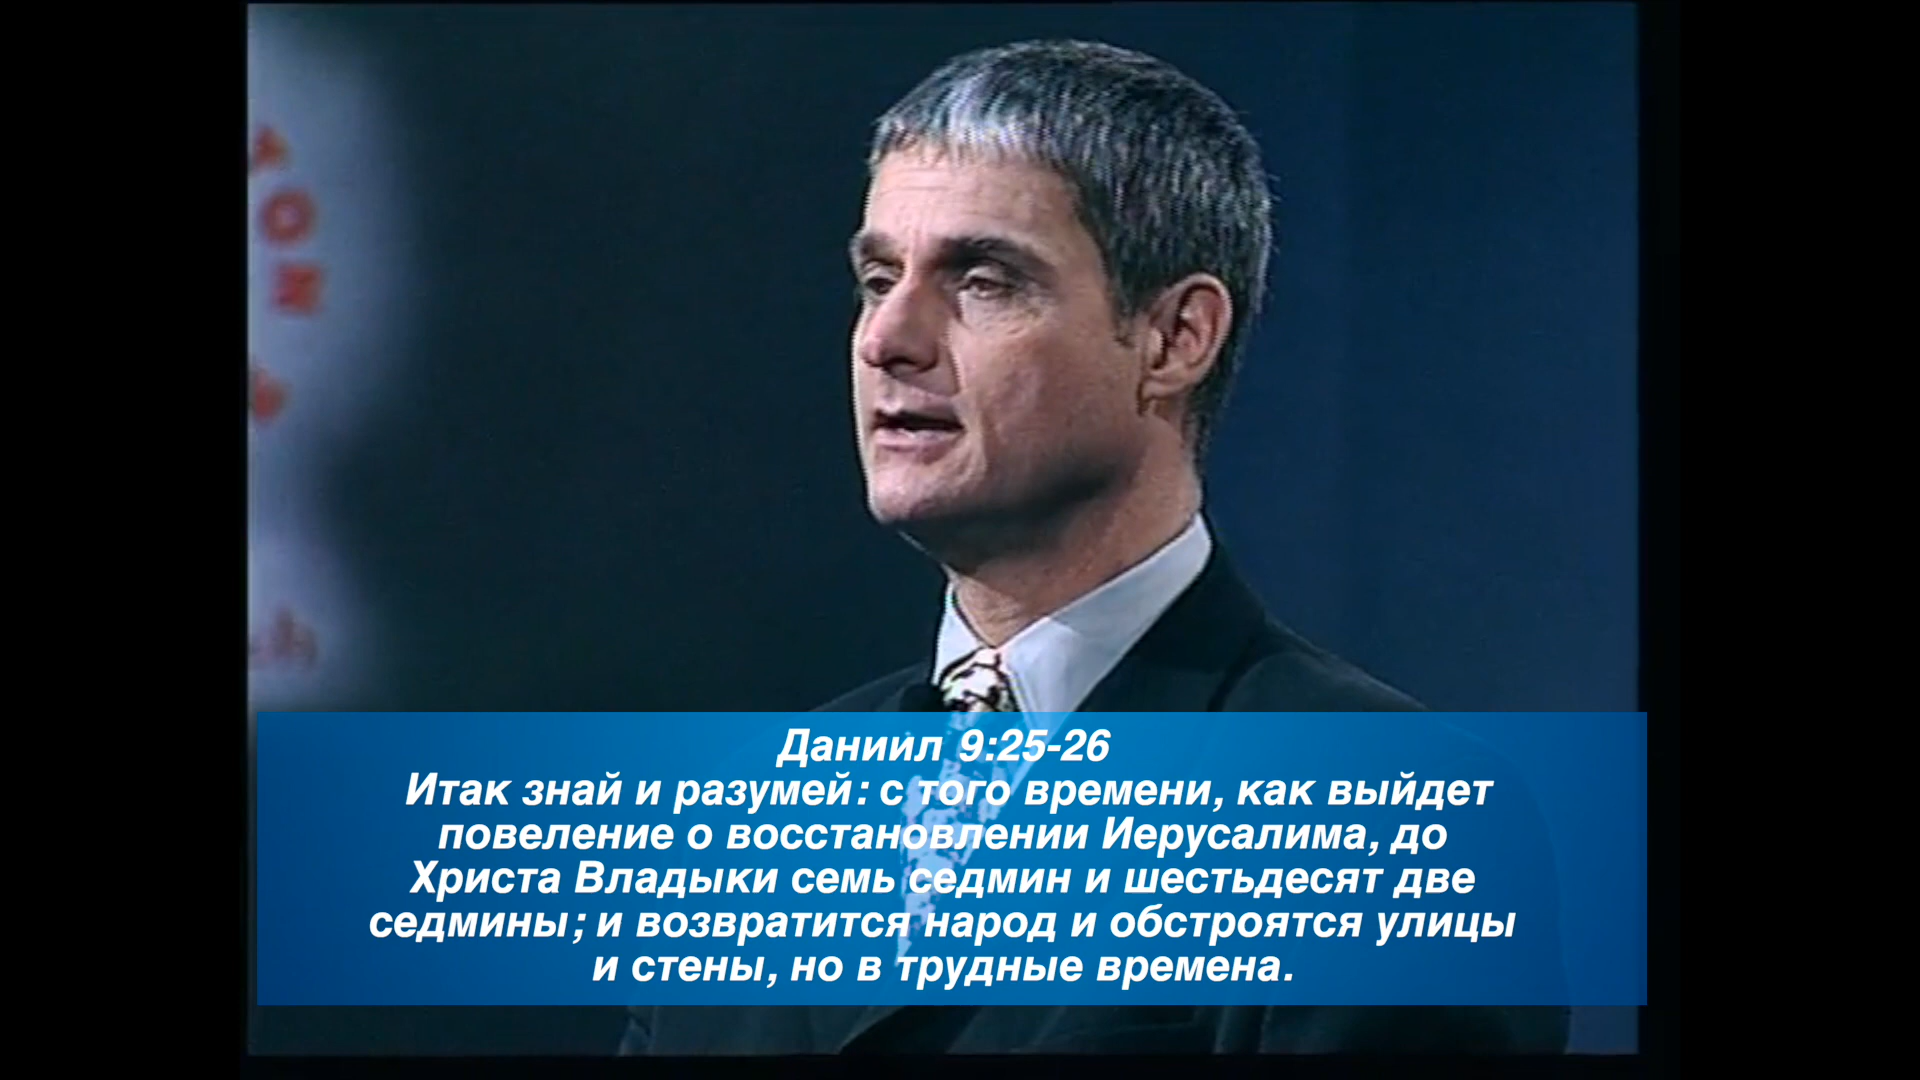 Даниил 9:25-26
Итак знай и разумей: с того времени, как выйдет
повеление о восстановлении Иерусалима, до
Христа Владыки семь седмин и шестьдесят две
седмины; и возвратится народ и обстроятся улицы
и стены, но в трудные времена.